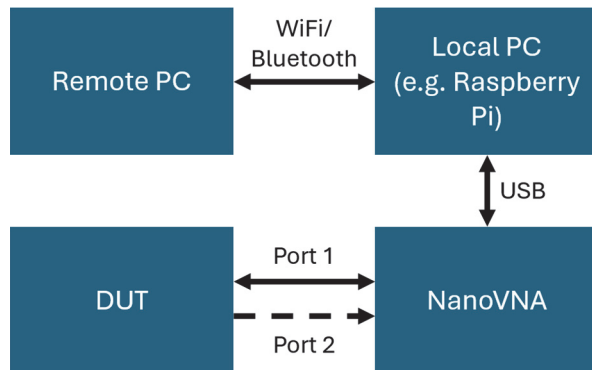 Remote PC
WiFi/
Bluetooth
Local PC
(e.g. Raspberry
Pi)
USB
DUT
Port 1
Port 2
NanoVNA